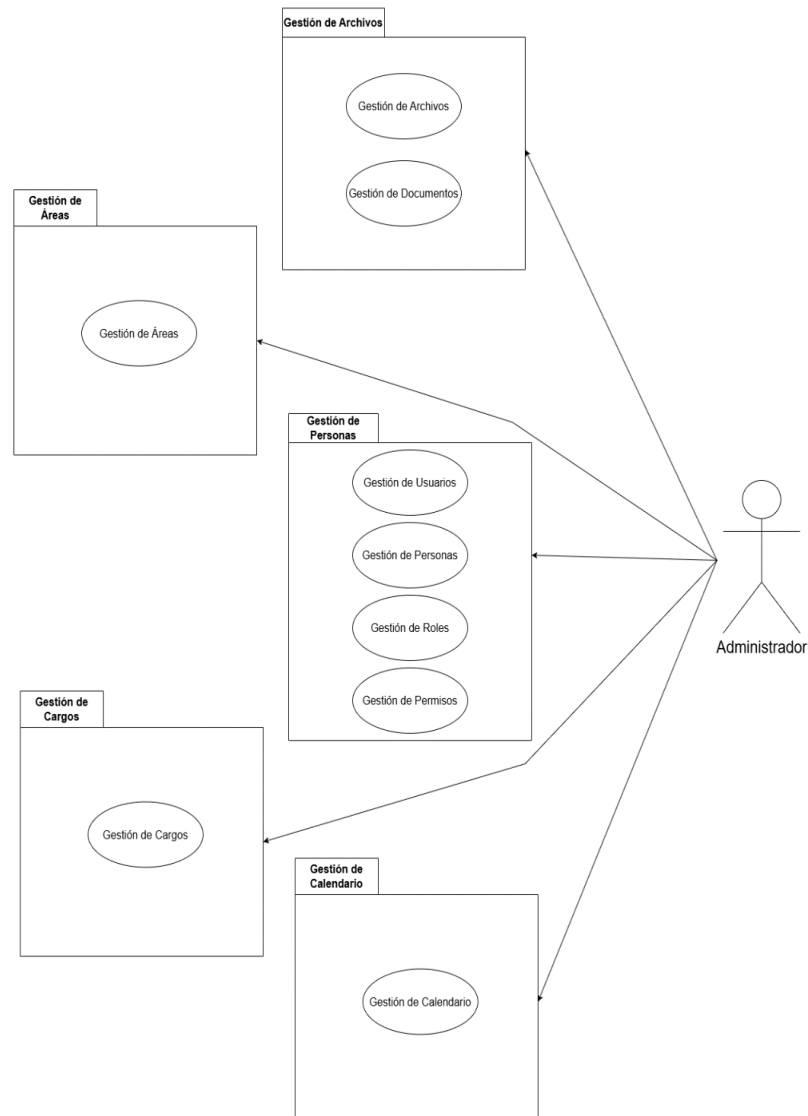 Gestión de Archivos
Gestión de Archivos
Gestión de Documentos
Gestión de
Áreas
Gestión de Áreas
Gestión de
Personas
Gestión de Usuarios
Gestión de Personas
Gestión de Roles
Gestión de Permisos
Administrador
Gestión de
Cargos
Gestión de Cargos
Gestión de
Calendario
Gestión de Calendario